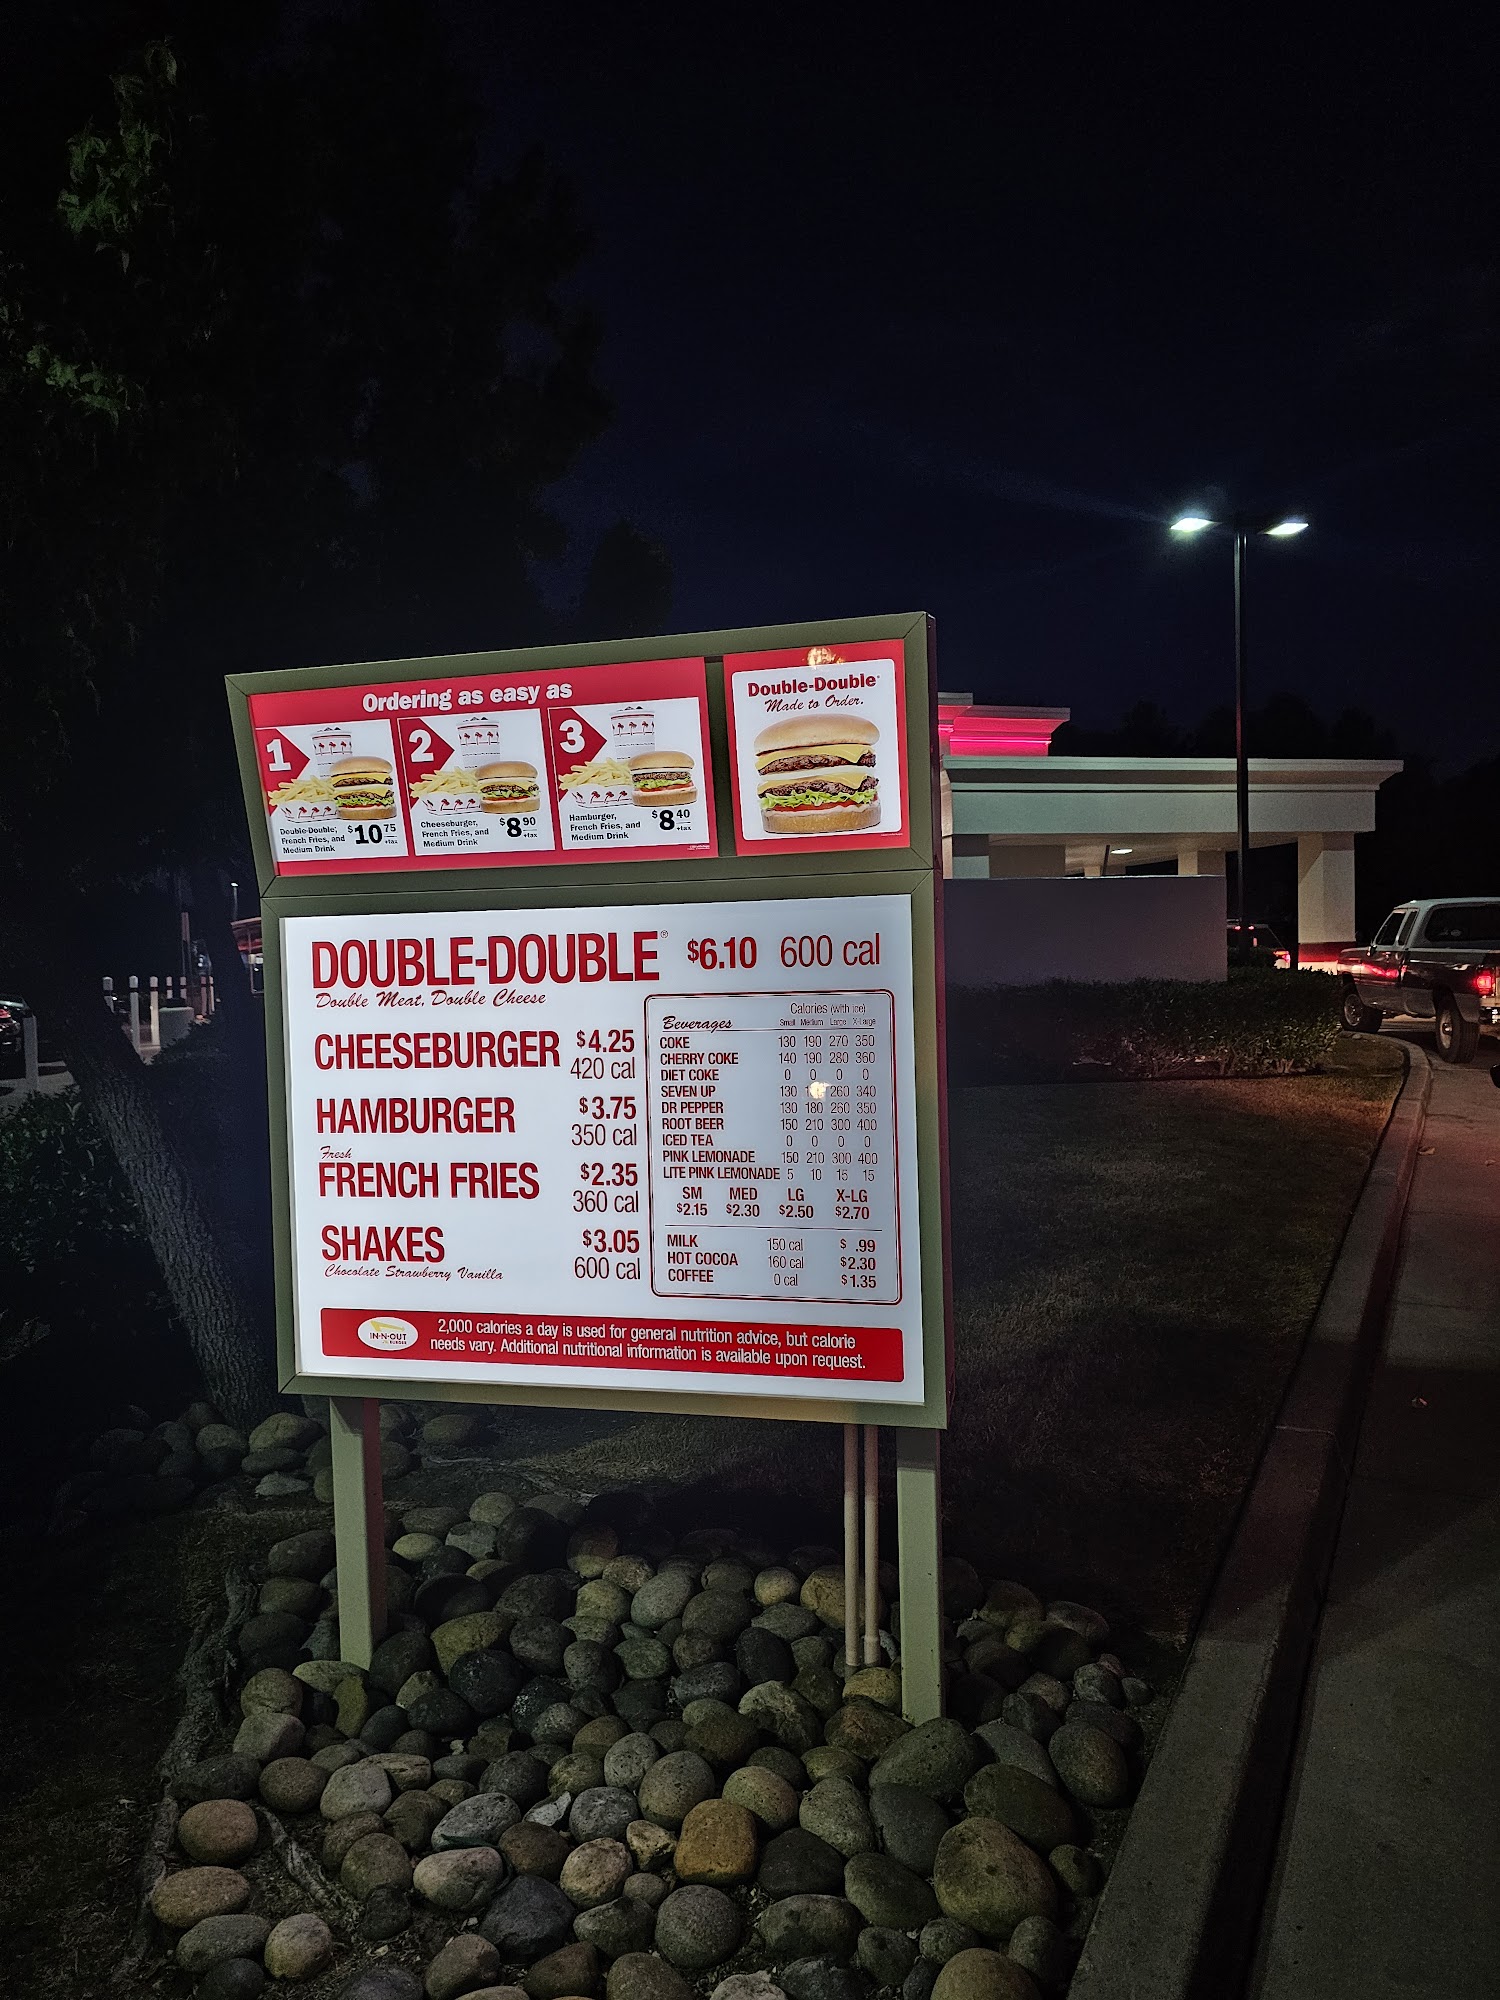 Ordering as easy as
1
Double-Double,
French Fries, and
Medium Drink
$10 75
+tax
2
Cheeseburger,
French Fries, and
Medium Drink
$8 90
+tax
3
Hamburger,
French Fries, and
Medium Drink
$8 40
+tax
Double-Double
Made to Order.
DOUBLE-DOUBLE® $6.10 600 cal
Double Meat, Double Cheese
CHEESEBURGER $4.25
420 cal
HAMBURGER $3.75
350 cal
Fresh
FRENCH FRIES $2.35
360 cal
SHAKES $3.05
Chocolate Strawberry Vanilla 600 cal
Calories (with ice)
Beverages Small Medium Large X-Large
COKE 130 190 270 350
CHERRY COKE 140 190 280 360
DIET COKE 0 0 0 0
SEVEN UP 130 260 340
DR PEPPER 130 180 260 350
ROOT BEER 150 210 300 400
ICED TEA 0 0 0 0
PINK LEMONADE 150 210 300 400
LITE PINK LEMONADE 5 10 15 15
SM MED LG X-LG
$2.15 $2.30 $2.50 $2.70
MILK 150 cal $ .99
HOT COCOA 160 cal $2.30
COFFEE 0 cal $1.35
IN-N-OUT
BURGER
2,000 calories a day is used for general nutrition advice, but calorie
needs vary. Additional nutritional information is available upon request.